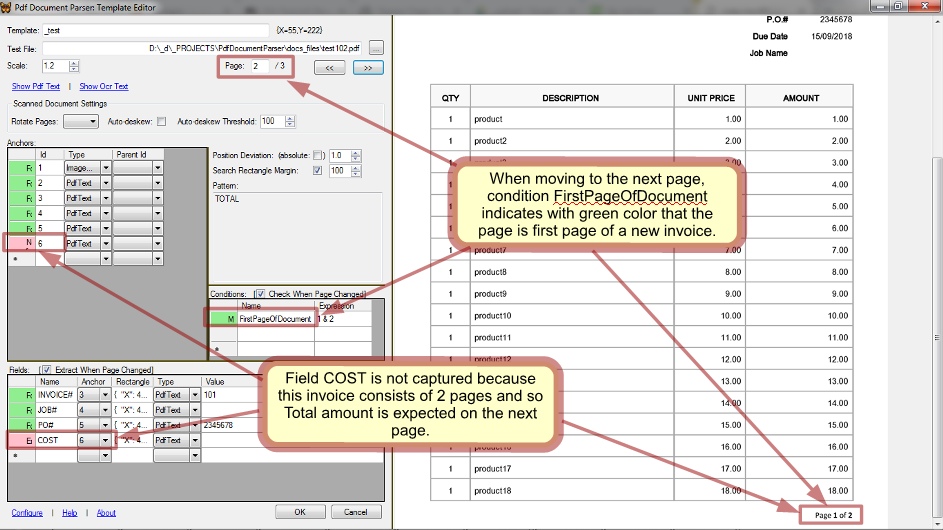 Pdf Document Parser: Template Editor
Template: _test {X=55,Y=222}
Test File: D:\_d\_PROJECTS\PdfDocumentParser\docs_files\test102.pdf ...
Scale: 1.2 Page: 2 / 3 << >>
Show Pdf Text | Show Ocr Text
Scanned Document Settings
Rotate Pages: Auto-deskew: Auto-deskew Threshold: 100
Anchors:
Id Type Parent Id
1 Image...
2 PdfText
3 PdfText
4 PdfText
5 PdfText
N 6 PdfText
*
Position Deviation: (absolute: ) 1.0
Search Rectangle Margin: 100
Pattern:
TOTAL
Conditions: [ Check When Page Changed]
Name Expression
M FirstPageOfDocument 1 & 2
*
Fields: [ Extract When Page Changed]
Name Anchor Rectangle Type Value
INVOICE# 3 { "X": 4... PdfText 101
JOB# 4 { "X": 4... PdfText
PO# 5 { "X": 4... PdfText 2345678
COST 6 { "X": 4... PdfText
*
Configure | Help | About OK Cancel
P.O.# 2345678
Due Date 15/09/2018
Job Name
QTY DESCRIPTION UNIT PRICE AMOUNT
1 product 1.00 1.00
1 product2 2.00 2.00
3.00 3.00
4.00
5.00
6.00
1 product7 7.00 7.00
1 product8 8.00 8.00
1 product9 9.00 9.00
1 product10 10.00 10.00
1 product11 11.00 11.00
1 product12 12.00 12.00
13.00 13.00
14.00 14.00
15.00 15.00
1 product16 16.00 16.00
1 product17 17.00 17.00
1 product18 18.00 18.00
Page 1 of 2
When moving to the next page,
condition FirstPageOfDocument
indicates with green color that the
page is first page of a new invoice.
Field COST is not captured because
this invoice consists of 2 pages and so
Total amount is expected on the next
page.